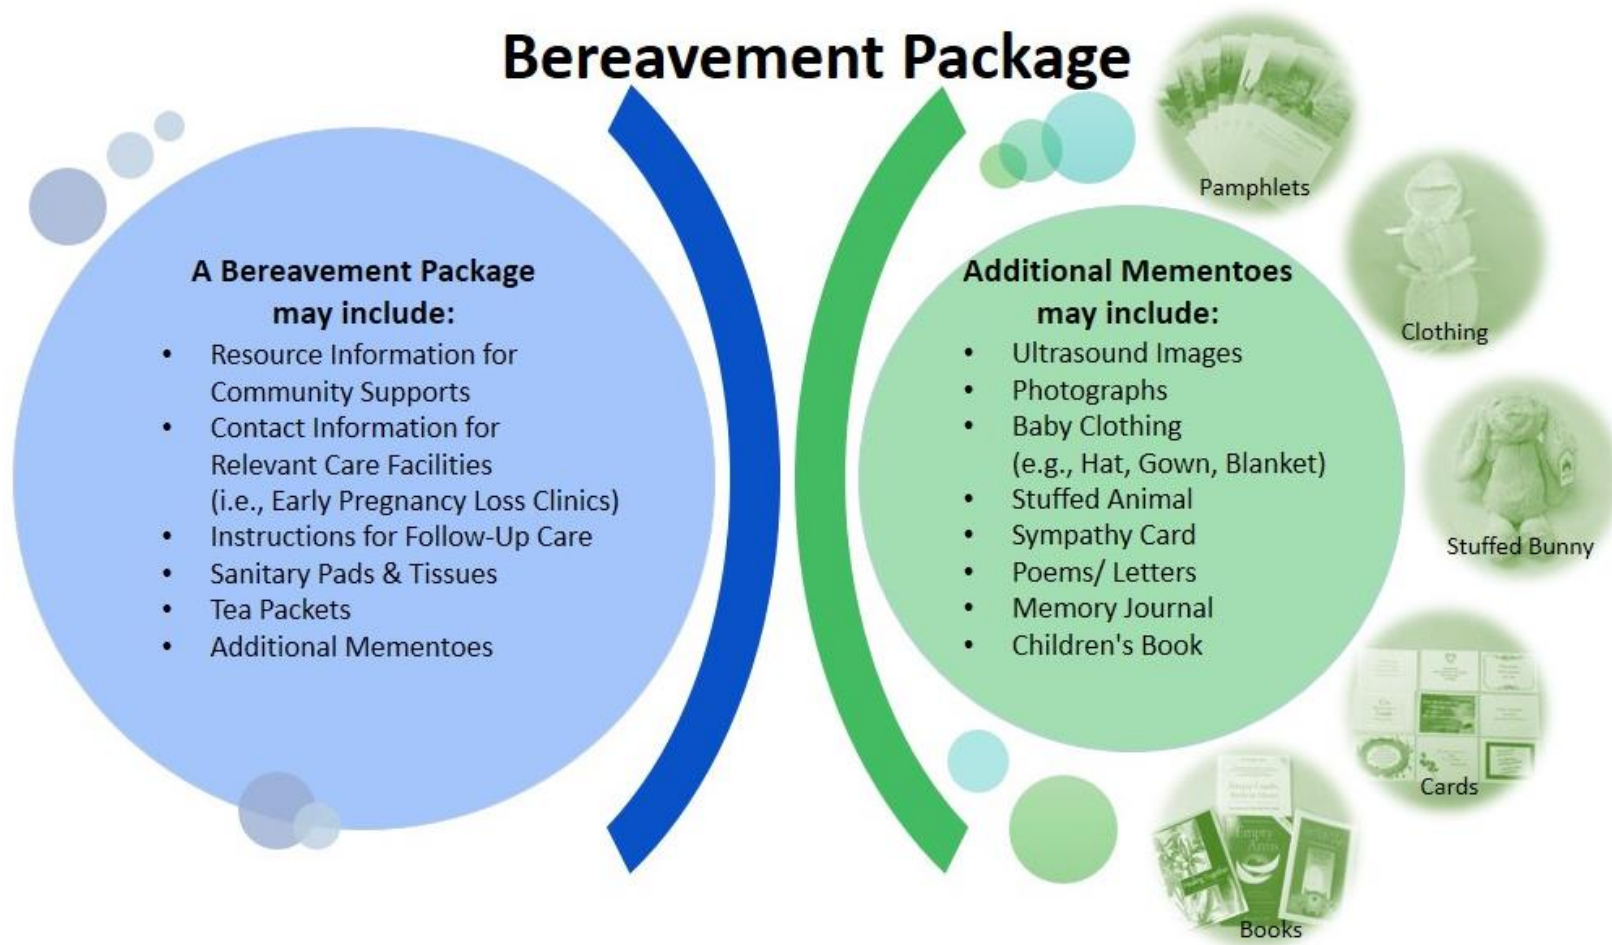 Bereavement Package
A Bereavement Package
may include:
• Resource Information for
Community Supports
• Contact Information for
Relevant Care Facilities
(i.e., Early Pregnancy Loss Clinics)
• Instructions for Follow-Up Care
• Sanitary Pads & Tissues
• Tea Packets
• Additional Mementoes
Additional Mementoes
may include:
• Ultrasound Images
• Photographs
• Baby Clothing
(e.g., Hat, Gown, Blanket)
• Stuffed Animal
• Sympathy Card
• Poems/ Letters
• Memory Journal
• Children's Book
Pamphlets
Clothing
Stuffed Bunny
Cards
Empty
Arms
Books